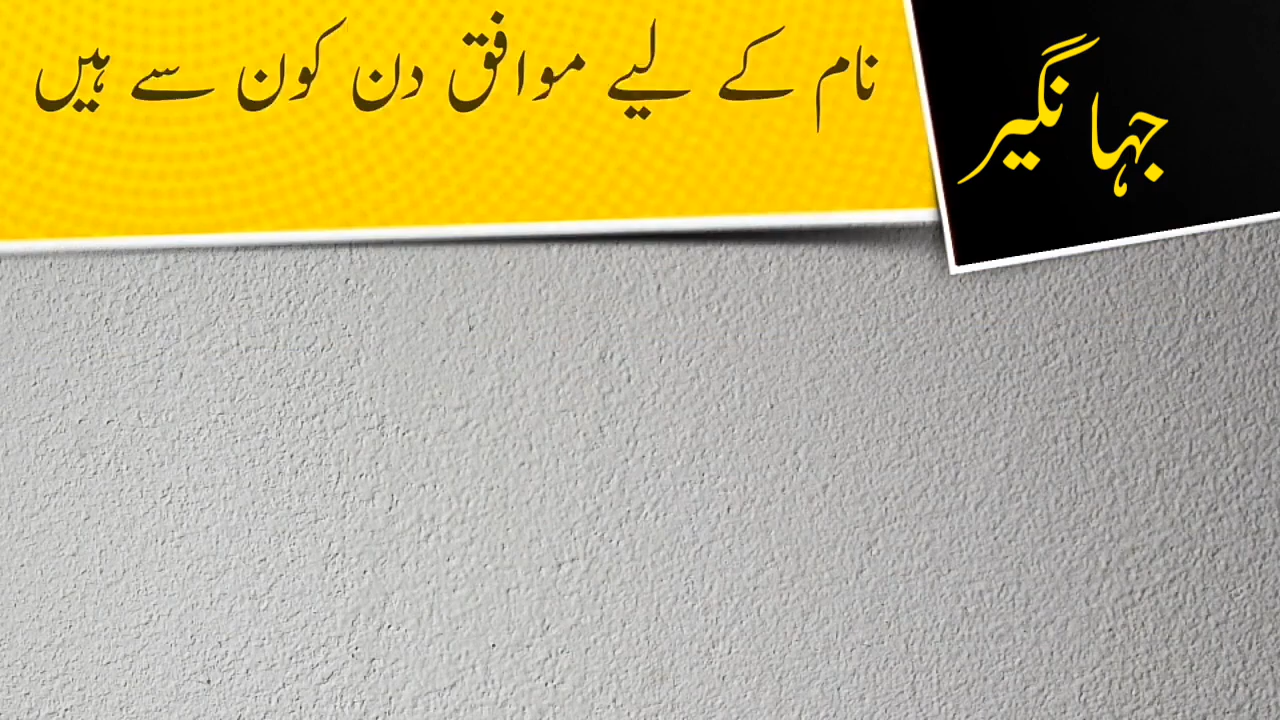 جہانگیر
نام کے لیے موافق دن کون سے ہیں